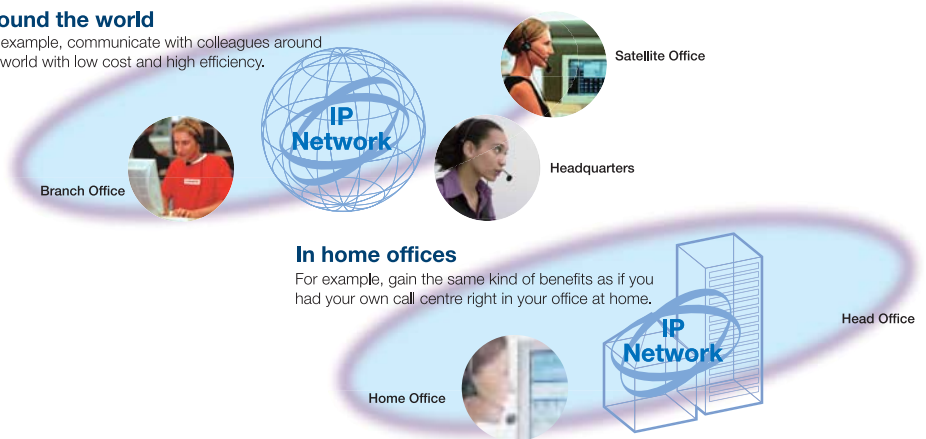 ound the world
example, communicate with colleagues around
world with low cost and high efficiency.
Satellite Office
IP
Network
Headquarters
Branch Office
In home offices
For example, gain the same kind of benefits as if you
had your own call centre right in your office at home.
Head Office
IP
Network
Home Office